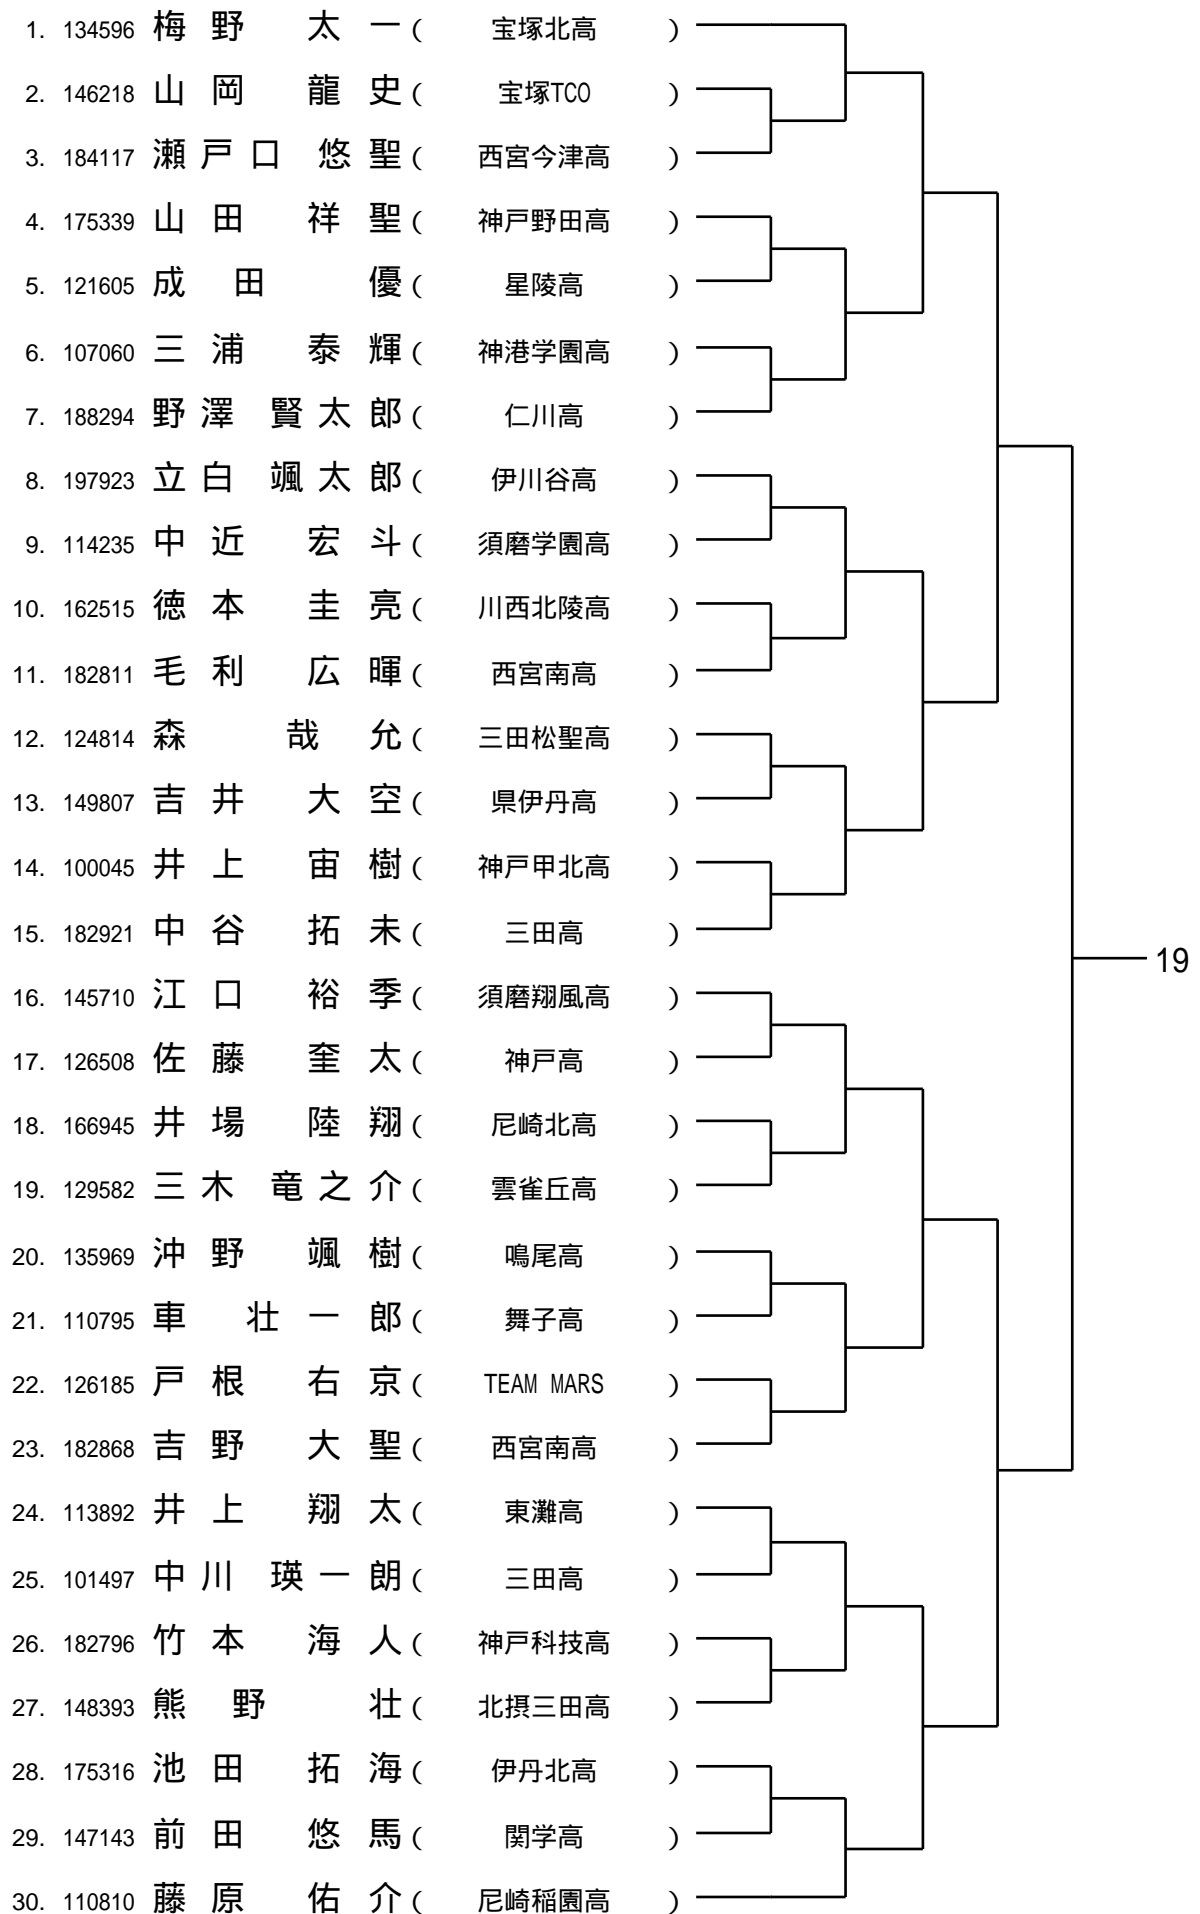 1. 134596 梅野 太一 ( 宝塚北高 )
2. 146218 山岡 龍史 ( 宝塚TCO )
3. 184117 瀬戸口 悠聖 ( 西宮今津高 )
4. 175339 山田 祥聖 ( 神戸野田高 )
5. 121605 成田 優 ( 星陵高 )
6. 107060 三浦 泰輝 ( 神港学園高 )
7. 188294 野澤 賢太郎 ( 仁川高 )
8. 197923 立白 颯太郎 ( 伊川谷高 )
9. 114235 中近 宏斗 ( 須磨学園高 )
10. 162515 徳本 圭亮 ( 川西北陵高 )
11. 182811 毛利 広暉 ( 西宮南高 )
12. 124814 森 哉允 ( 三田松聖高 )
13. 149807 吉井 大空 ( 県伊丹高 )
14. 100045 井上 宙樹 ( 神戸甲北高 )
15. 182921 中谷 拓未 ( 三田高 )
19
16. 145710 江口 裕季 ( 須磨翔風高 )
17. 126508 佐藤 奎太 ( 神戸高 )
18. 166945 井場 陸翔 ( 尼崎北高 )
19. 129582 三木 竜之介 ( 雲雀丘高 )
20. 135969 沖野 颯樹 ( 鳴尾高 )
21. 110795 車 壮一郎 ( 舞子高 )
22. 126185 戸根 右京 ( TEAM MARS )
23. 182868 吉野 大聖 ( 西宮南高 )
24. 113892 井上 翔太 ( 東灘高 )
25. 101497 中川 瑛一朗 ( 三田高 )
26. 182796 竹本 海人 ( 神戸科技高 )
27. 148393 熊野 壮 ( 北摂三田高 )
28. 175316 池田 拓海 ( 伊丹北高 )
29. 147143 前田 悠馬 ( 関学高 )
30. 110810 藤原 佑介 ( 尼崎稲園高 )